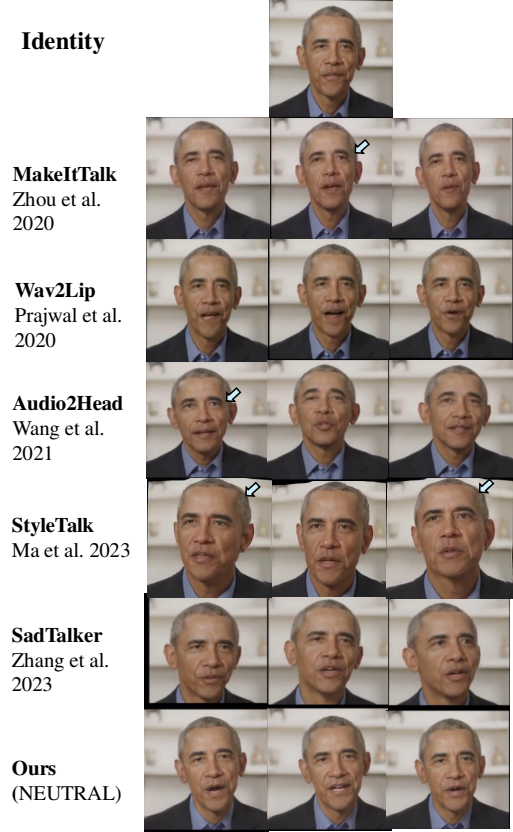 Identity
MakeItTalk
Zhou et al.
2020
Wav2Lip
Prajwal et al.
2020
Audio2Head
Wang et al.
2021
StyleTalk
Ma et al. 2023
SadTalker
Zhang et al.
2023
Ours
(NEUTRAL)